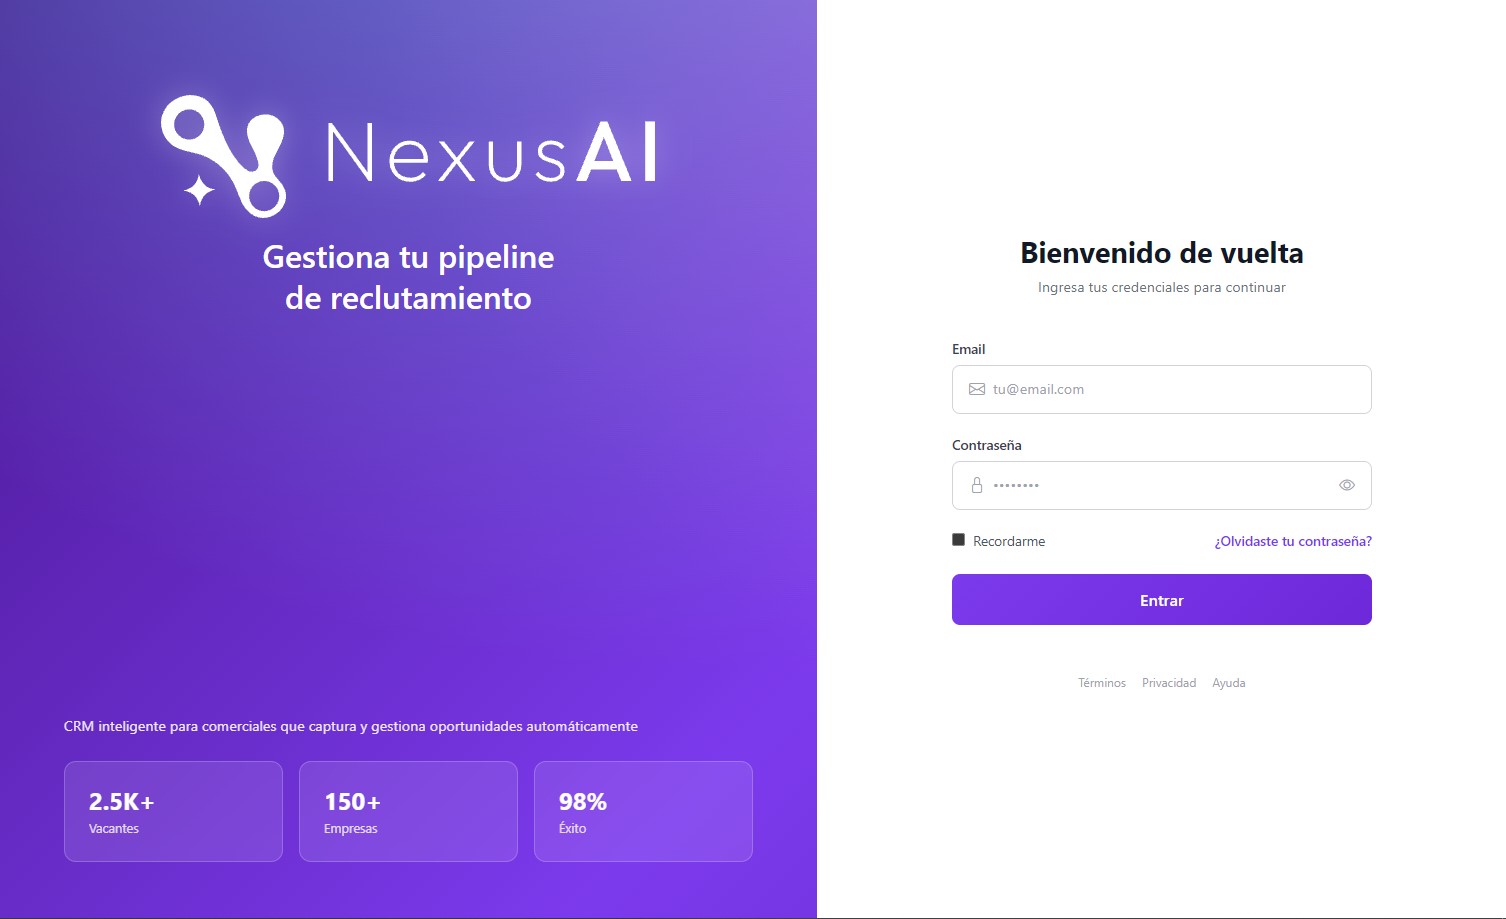 NexusAI
Gestiona tu pipeline
de reclutamiento
CRM inteligente para comerciales que captura y gestiona oportunidades automáticamente
2.5K+
Vacantes
150+
Empresas
98%
Éxito
Bienvenido de vuelta
Ingresa tus credenciales para continuar
Email
tu@email.com
Contraseña
••••••••
Recordarme
¿Olvidaste tu contraseña?
Entrar
Términos Privacidad Ayuda